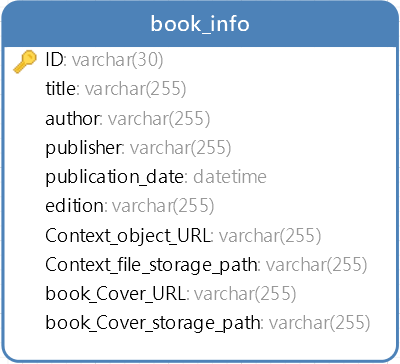 book_info
ID: varchar(30)
title: varchar(255)
author: varchar(255)
publisher: varchar(255)
publication_date: datetime
edition: varchar(255)
Context_object_URL: varchar(255)
Context_file_storage_path: varchar(255)
book_Cover_URL: varchar(255)
book_Cover_storage_path: varchar(255)